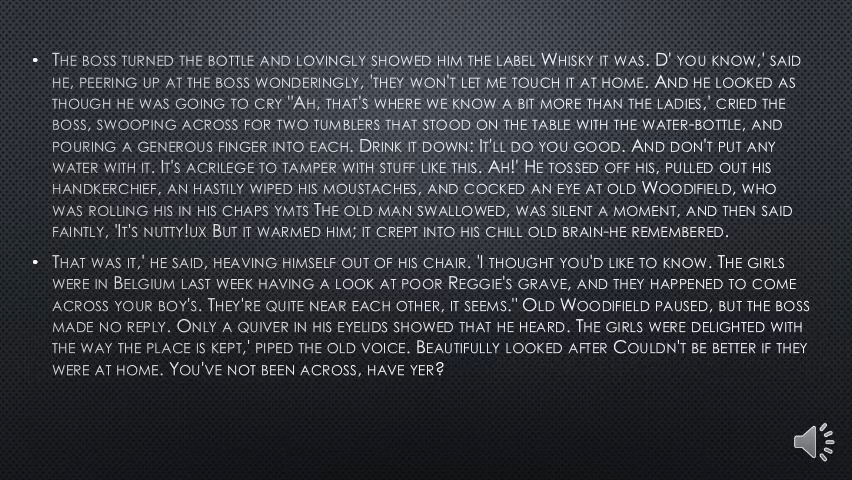 • The boss turned the bottle and lovingly showed him the label Whisky it was. D' you know,' said
he, peering up at the boss wonderingly, 'they won't let me touch it at home. And he looked as
though he was going to cry "Ah, that's where we know a bit more than the ladies,' cried the
boss, swooping across for two tumblers that stood on the table with the water-bottle, and
pouring a generous finger into each. Drink it down: It'll do you good. And don't put any
water with it. It's acrilege to tamper with stuff like this. Ah!' He tossed off his, pulled out his
handkerchief, an hastily wiped his moustaches, and cocked an eye at old Woodifield, who
was rolling his in his chaps ymts The old man swallowed, was silent a moment, and then said
faintly, 'It's nutty!ux But it warmed him; it crept into his chill old brain-he remembered.
• That was it,' he said, heaving himself out of his chair. 'I thought you'd like to know. The girls
were in Belgium last week having a look at poor Reggie's grave, and they happened to come
across your boy's. They're quite near each other, it seems." Old Woodifield paused, but the boss
made no reply. Only a quiver in his eyelids showed that he heard. The girls were delighted with
the way the place is kept,' piped the old voice. Beautifully looked after Couldn't be better if they
were at home. You've not been across, have yer?